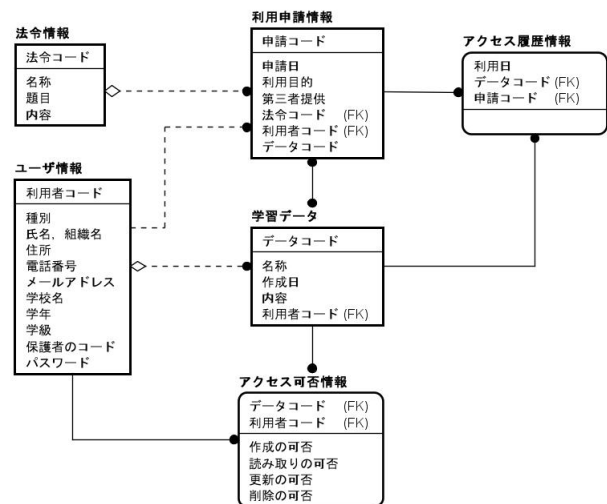 法令情報
法令コード
名称
題目
内容
利用申請情報
申請コード
申請日
利用目的
第三者提供
法令コード (FK)
利用者コード (FK)
データコード
アクセス履歴情報
利用日
データコード (FK)
申請コード (FK)
ユーザ情報
利用者コード
種別
氏名, 組織名
住所
電話番号
メールアドレス
学校名
学年
学級
保護者のコード
パスワード
学習データ
データコード
名称
作成日
内容
利用者コード (FK)
アクセス可否情報
データコード (FK)
利用者コード (FK)
作成の可否
読み取りの可否
更新の可否
削除の可否